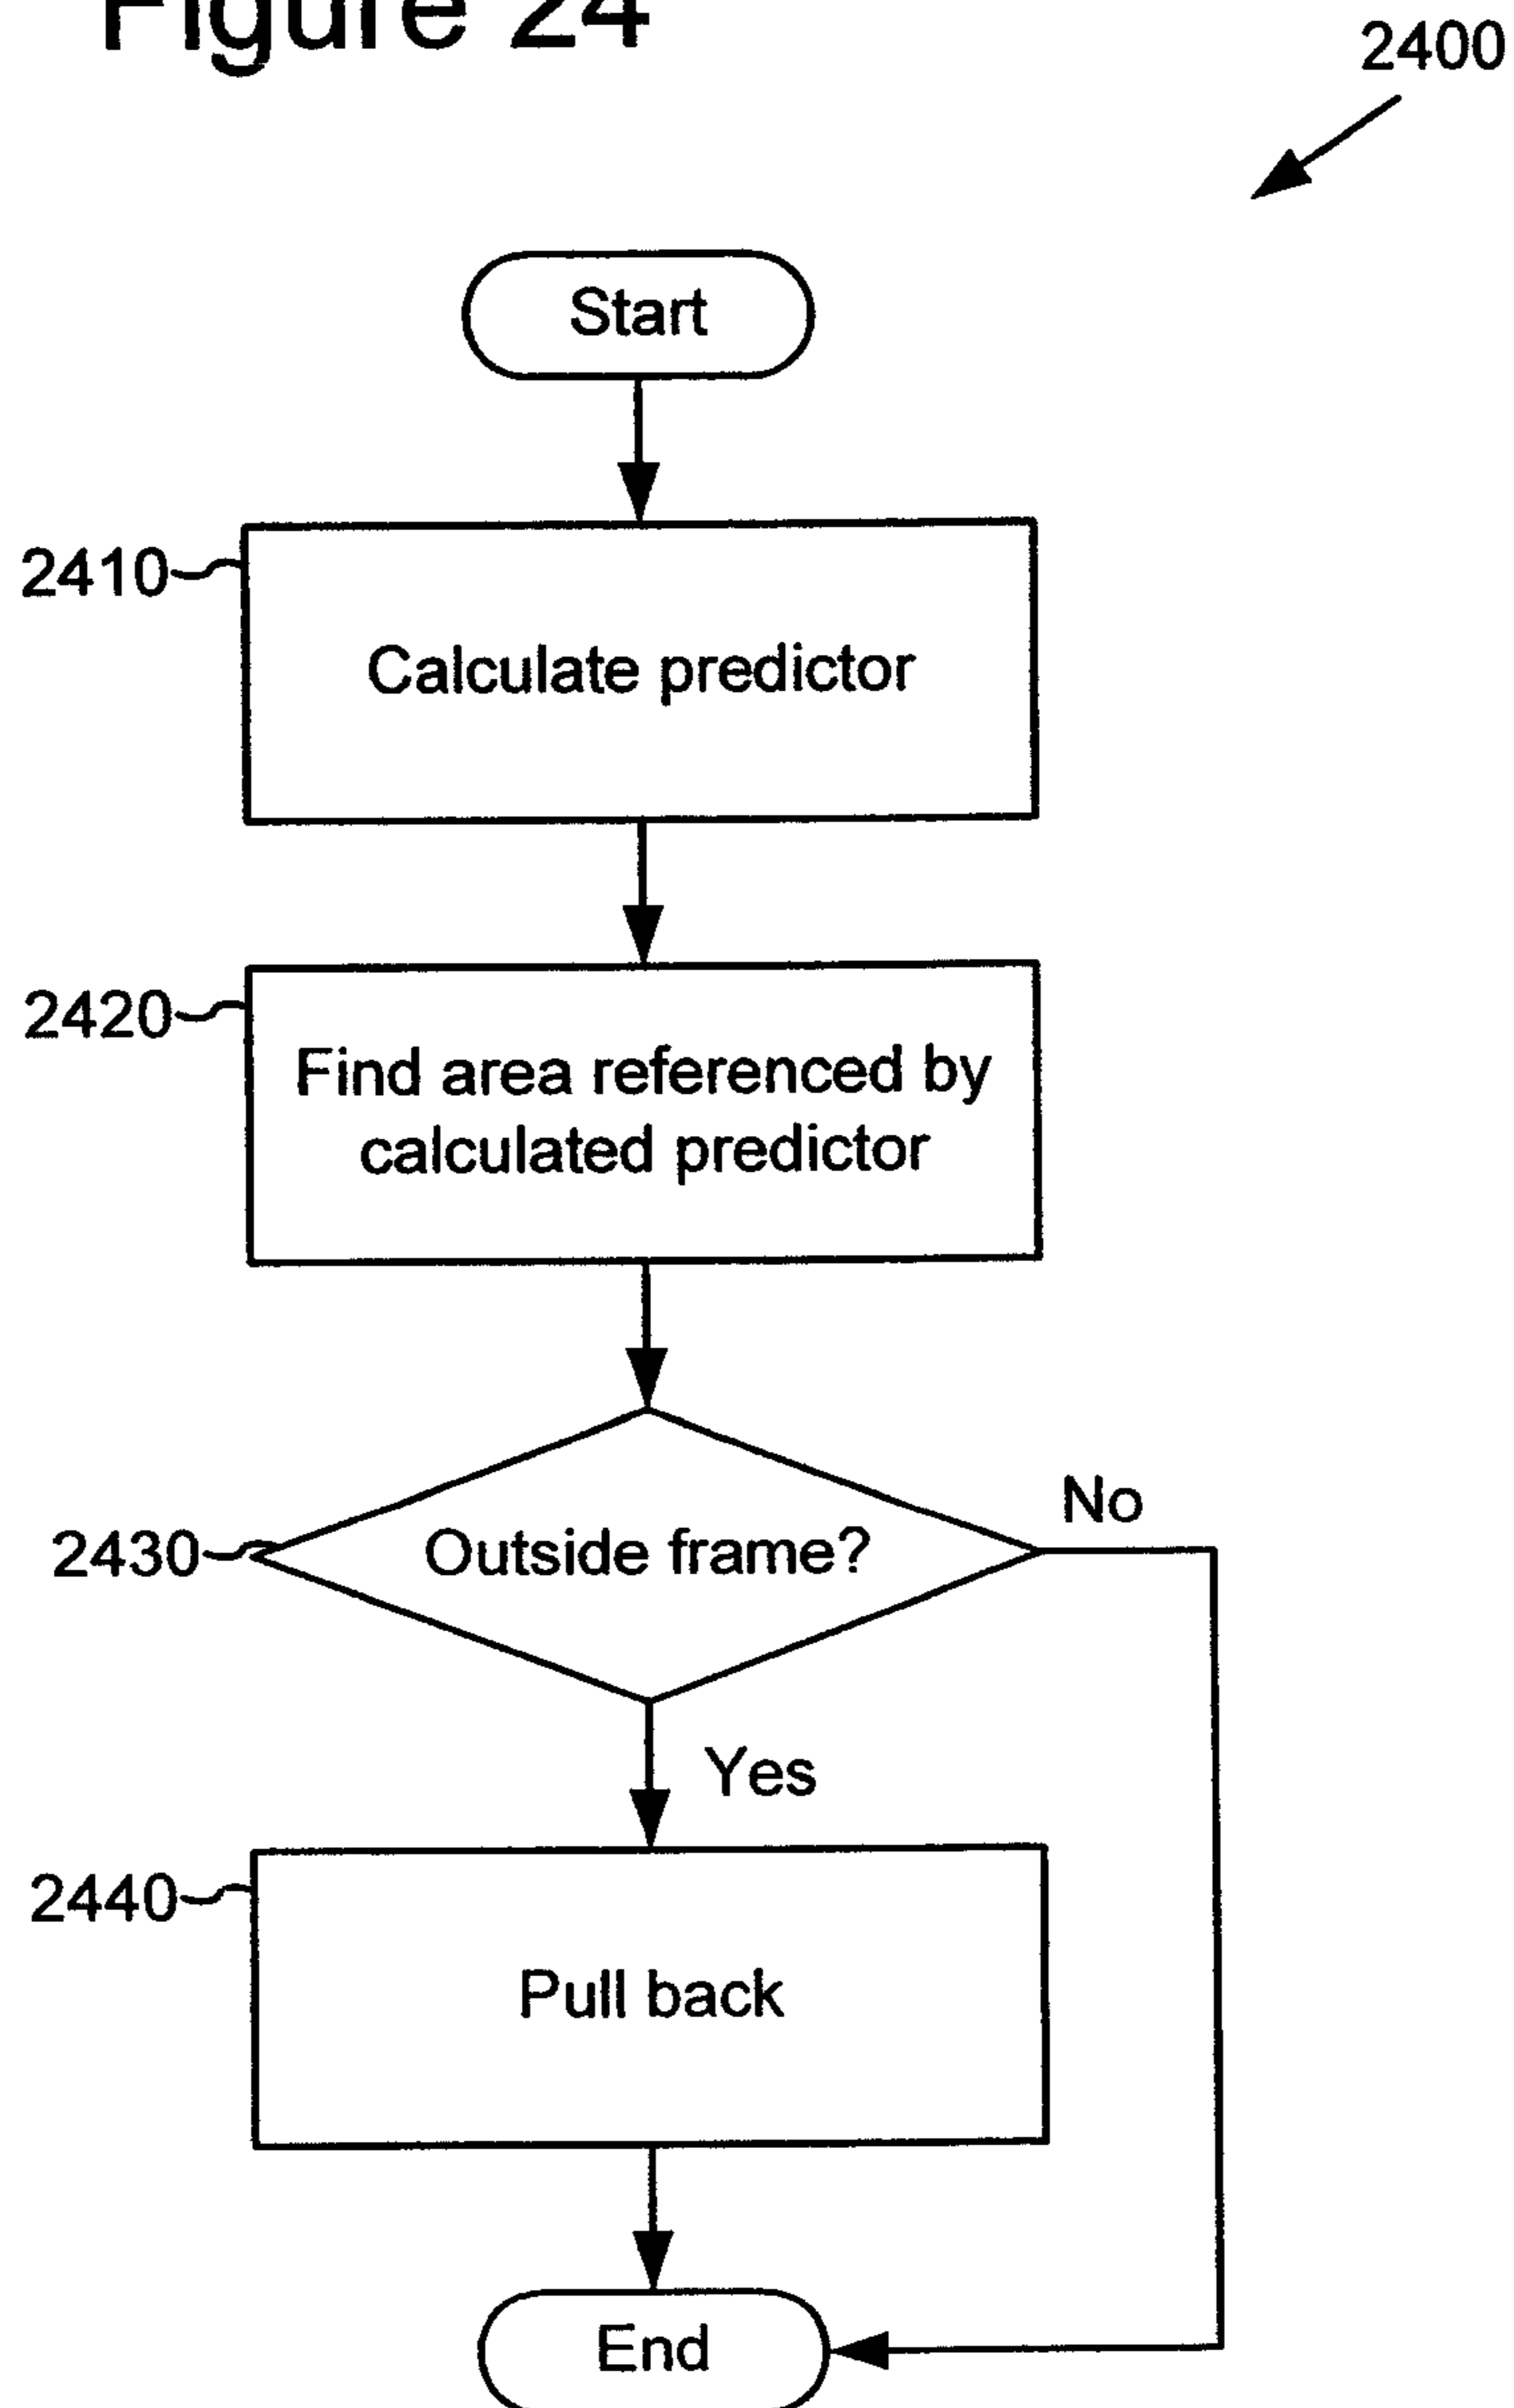 Figure 24
2400
Start
2410
Calculate predictor
2420
Find area referenced by
calculated predictor
2430
Outside frame?
No
Yes
2440
Pull back
End